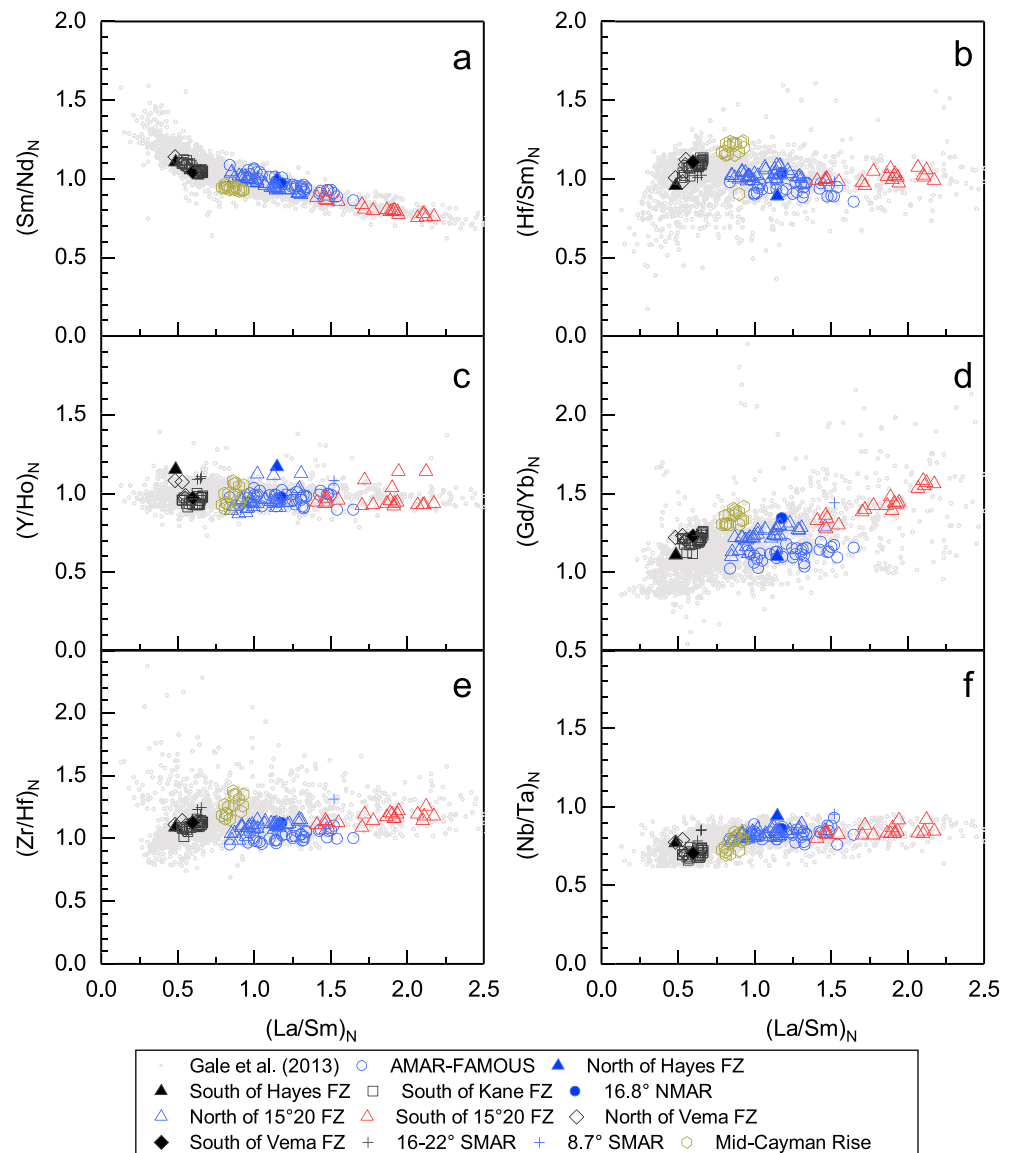 2.0
1.5
1.0
0.5
0.0
(Sm/Nd)N
a
2.0
1.5
1.0
0.5
0.0
(Hf/Sm)N
b
1.5
1.0
0.5
0.0
(Y/Ho)N
c
2.0
1.5
1.0
0.5
(Gd/Yb)N
d
2.0
1.5
1.0
0.5
0.0
(Zr/Hf)N
e
1.5
1.0
0.5
0.0
(Nb/Ta)N
f
0.0 0.5 1.0 1.5 2.0 2.5
0.0 0.5 1.0 1.5 2.0 2.5
(La/Sm)N
(La/Sm)N
Gale et al. (2013) AMAR-FAMOUS North of Hayes FZ
South of Hayes FZ South of Kane FZ 16.8° NMAR
North of 15°20 FZ South of 15°20 FZ North of Vema FZ
South of Vema FZ 16-22° SMAR 8.7° SMAR Mid-Cayman Rise